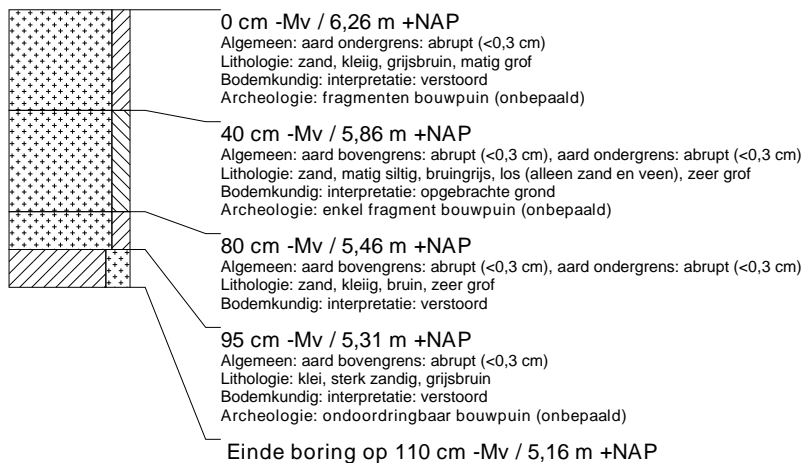 0 cm -Mv / 6,26 m +NAP
Algemeen: aard ondergrens: abrupt (<0,3 cm)
Lithologie: zand, kleiig, grijsbruin, matig grof
Bodemkundig: interpretatie: verstoord
Archeologie: fragmenten bouwpuin (onbepaald)
40 cm -Mv / 5,86 m +NAP
Algemeen: aard bovengrens: abrupt (<0,3 cm), aard ondergrens: abrupt (<0,3 cm)
Lithologie: zand, matig siltig, bruingrijs, los (alleen zand en veen), zeer grof
Bodemkundig: interpretatie: opgebrachte grond
Archeologie: enkel fragment bouwpuin (onbepaald)
80 cm -Mv / 5,46 m +NAP
Algemeen: aard bovengrens: abrupt (<0,3 cm), aard ondergrens: abrupt (<0,3 cm)
Lithologie: zand, kleiig, bruin, zeer grof
Bodemkundig: interpretatie: verstoord
95 cm -Mv / 5,31 m +NAP
Algemeen: aard bovengrens: abrupt (<0,3 cm)
Lithologie: klei, sterk zandig, grijsbruin
Bodemkundig: interpretatie: verstoord
Archeologie: ondoordringbaar bouwpuin (onbepaald)
Einde boring op 110 cm -Mv / 5,16 m +NAP